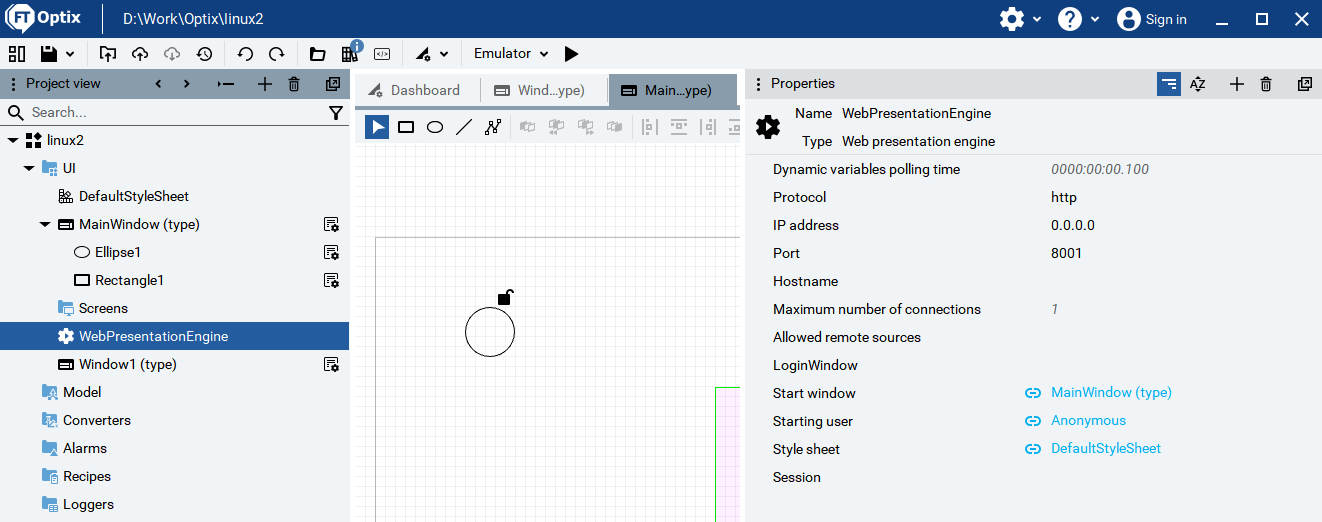 FT Optix D:\Work\Optix\linux2 ? Sign in
i </> Emulator
Project view
Search...
linux2
UI
DefaultStyleSheet
MainWindow (type)
Ellipse1
Rectangle1
Screens
WebPresentationEngine
Window1 (type)
Model
Converters
Alarms
Recipes
Loggers
Dashboard Wind...ype) Main...ype)
Properties AZ
Name WebPresentationEngine
Type Web presentation engine
Dynamic variables polling time 0000:00:00.100
Protocol http
IP address 0.0.0.0
Port 8001
Hostname
Maximum number of connections 1
Allowed remote sources
LoginWindow
Start window MainWindow (type)
Starting user Anonymous
Style sheet DefaultStyleSheet
Session